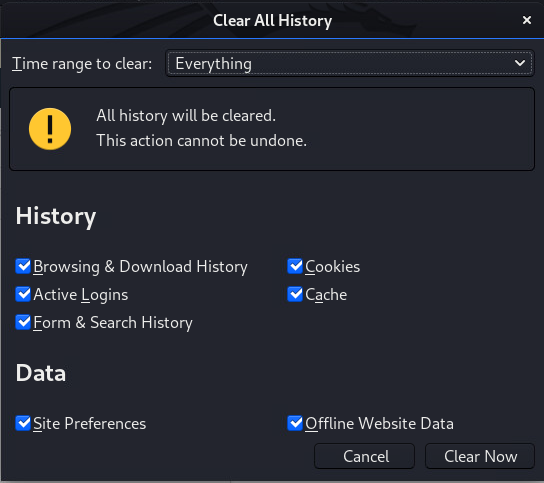 Clear All History
Time range to clear: Everything
All history will be cleared.
This action cannot be undone.
History
Browsing & Download History Cookies
Active Logins Cache
Form & Search History
Data
Site Preferences Offline Website Data
Cancel Clear Now